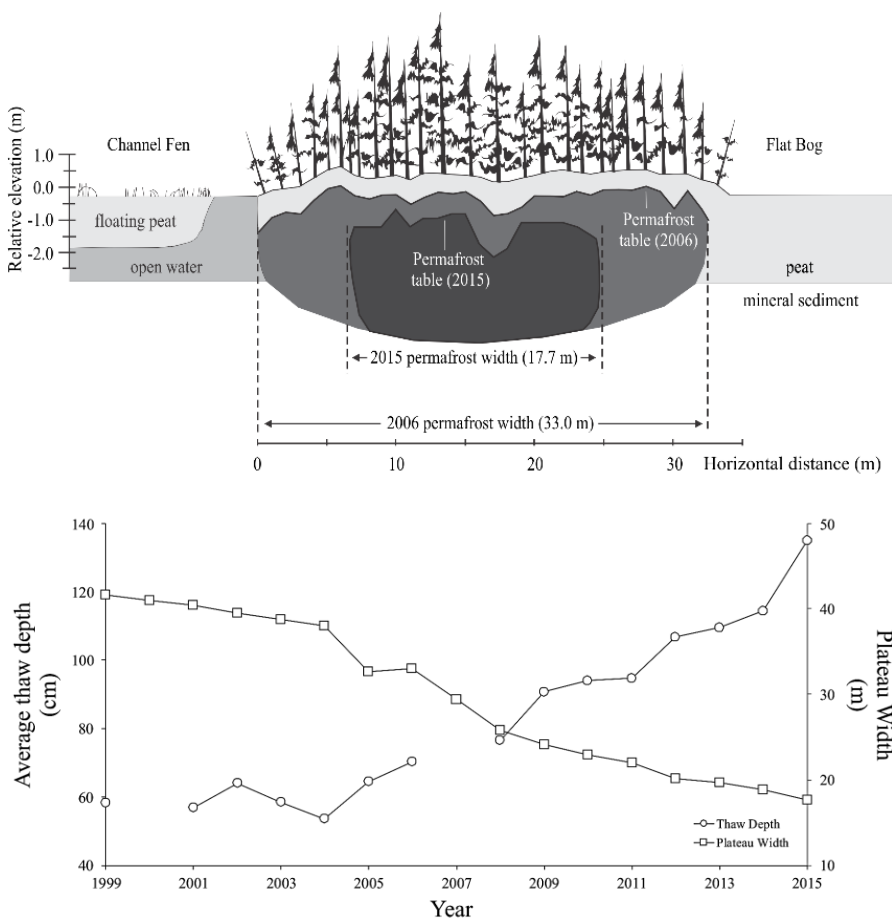 Channel Fen
Flat Bog
Relative elevation (m)
1.0
0.0
-1.0
-2.0
floating peat
open water
Permafrost
table (2015)
Permafrost
table (2006)
peat
mineral sediment
2015 permafrost width (17.7 m)
2006 permafrost width (33.0 m)
0 10 20 30 Horizontal distance (m)
Average thaw depth
(cm)
140
120
100
80
60
40
50
40
30
20
10
Plateau Width
(m)
Thaw Depth
Plateau Width
1999 2001 2003 2005 2007 2009 2011 2013 2015
Year